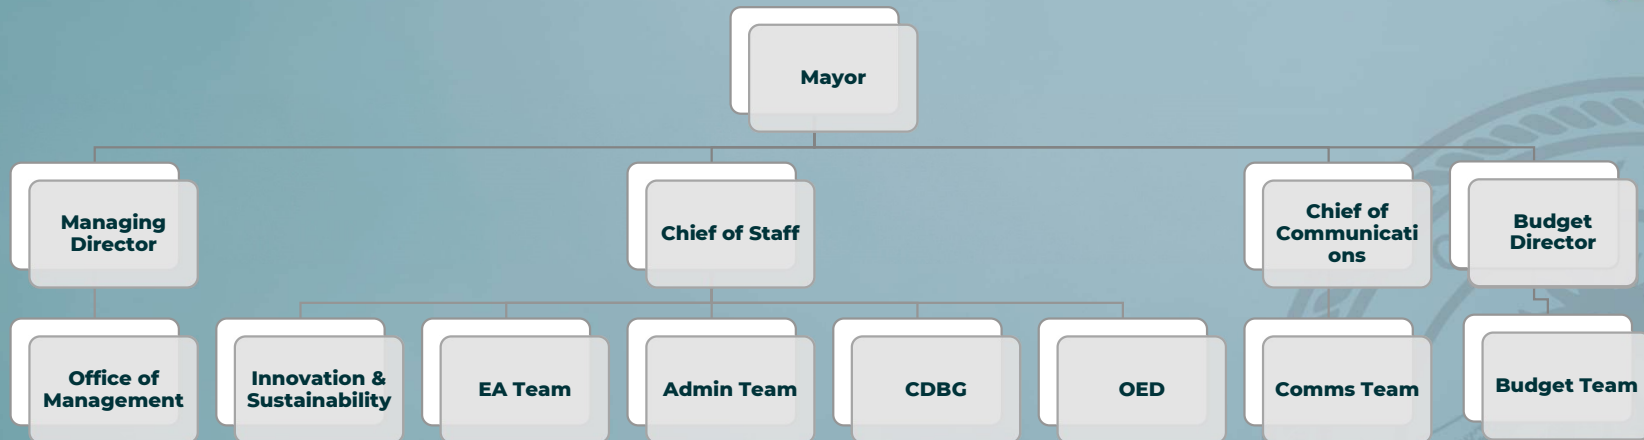 Mayor
Managing
Director
Chief of Staff
Chief of
Communicati
ons
Budget
Director
Office of
Management
Innovation &
Sustainability
EA Team
Admin Team
CDBG
OED
Comms Team
Budget Team